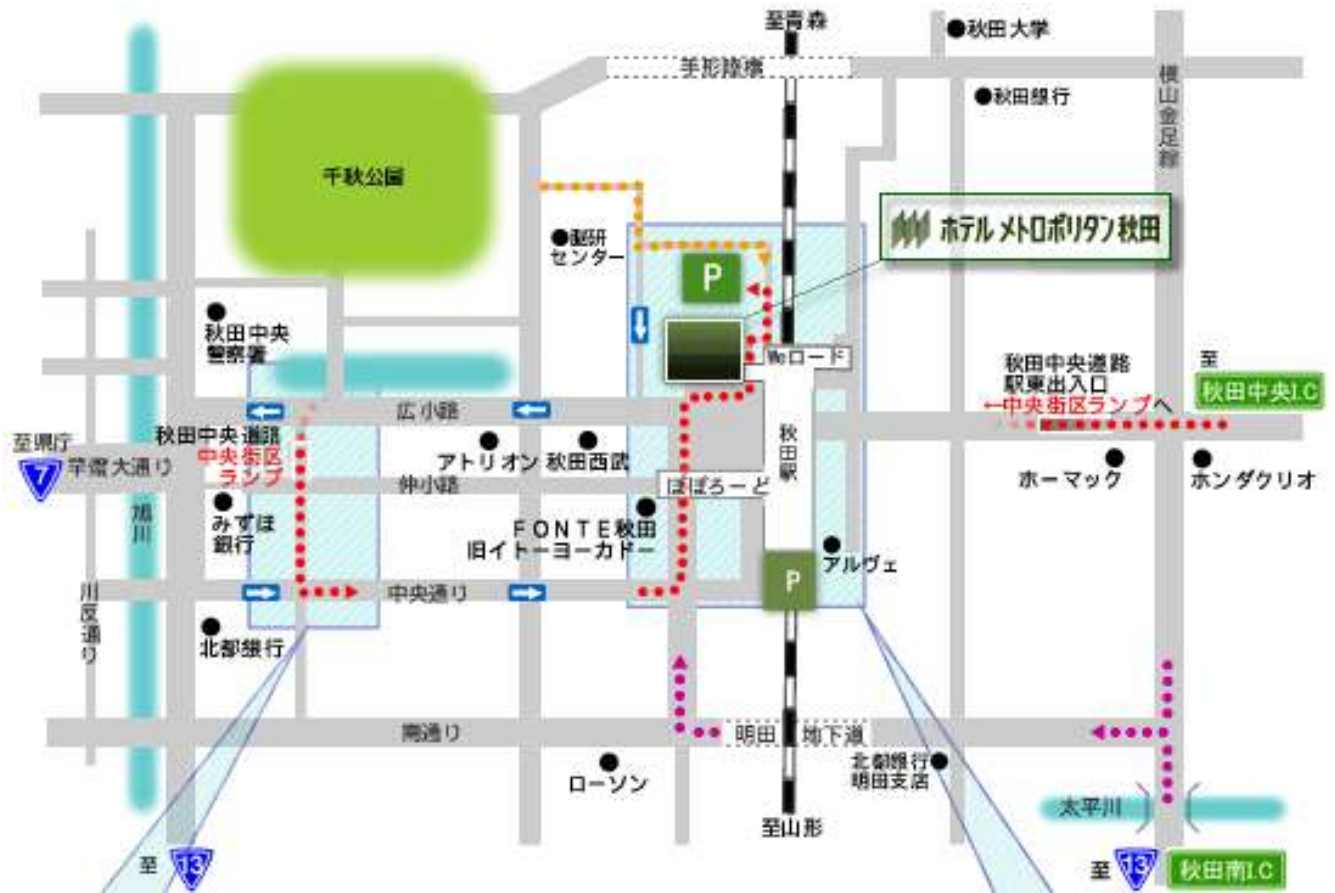 至青森
秋田大学
手形陸橋
秋田銀行
横山金足線
千秋公園
ホテルメトロポリタン秋田
脳研
センター
P
秋田中央
警察署
Weロード
秋田中央道路
駅東出入口
←中央街区ランプへ
至
秋田中央I.C
広小路
秋田中央道路
中央街区
ランプ
アトリオン
秋田西武
秋田駅
至県庁
7
竿燈大通り
仲小路
ぽぽろーど
ホーマック
ホンダクリオ
旭川
みずほ
銀行
FONTE秋田
旧イトーヨーカドー
アルヴェ
P
川反通り
中央通り
北都銀行
南通り
明田
地下道
ローソン
北都銀行
明田支店
太平川
至山形
至
13
至
13
秋田南I.C